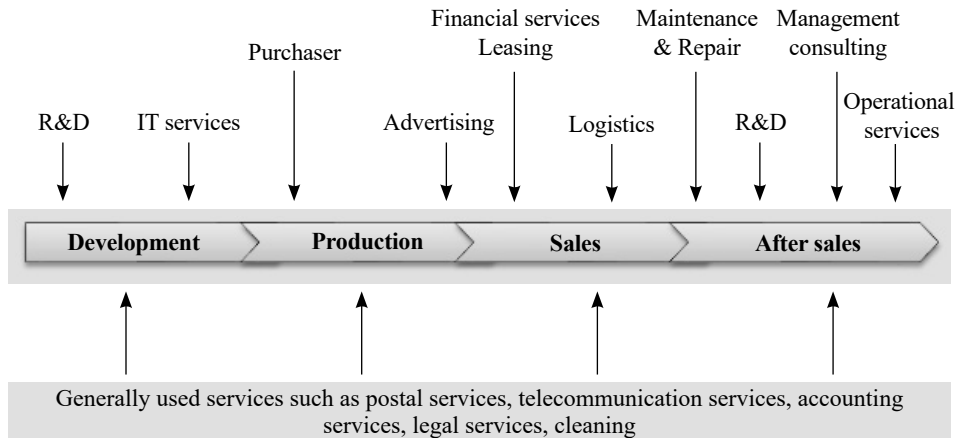 Financial services
Leasing
Maintenance
& Repair
Management
consulting
Purchaser
R&D
IT services
Advertising
Logistics
R&D
Operational
services
Development
Production
Sales
After sales
Generally used services such as postal services, telecommunication services, accounting
services, legal services, cleaning